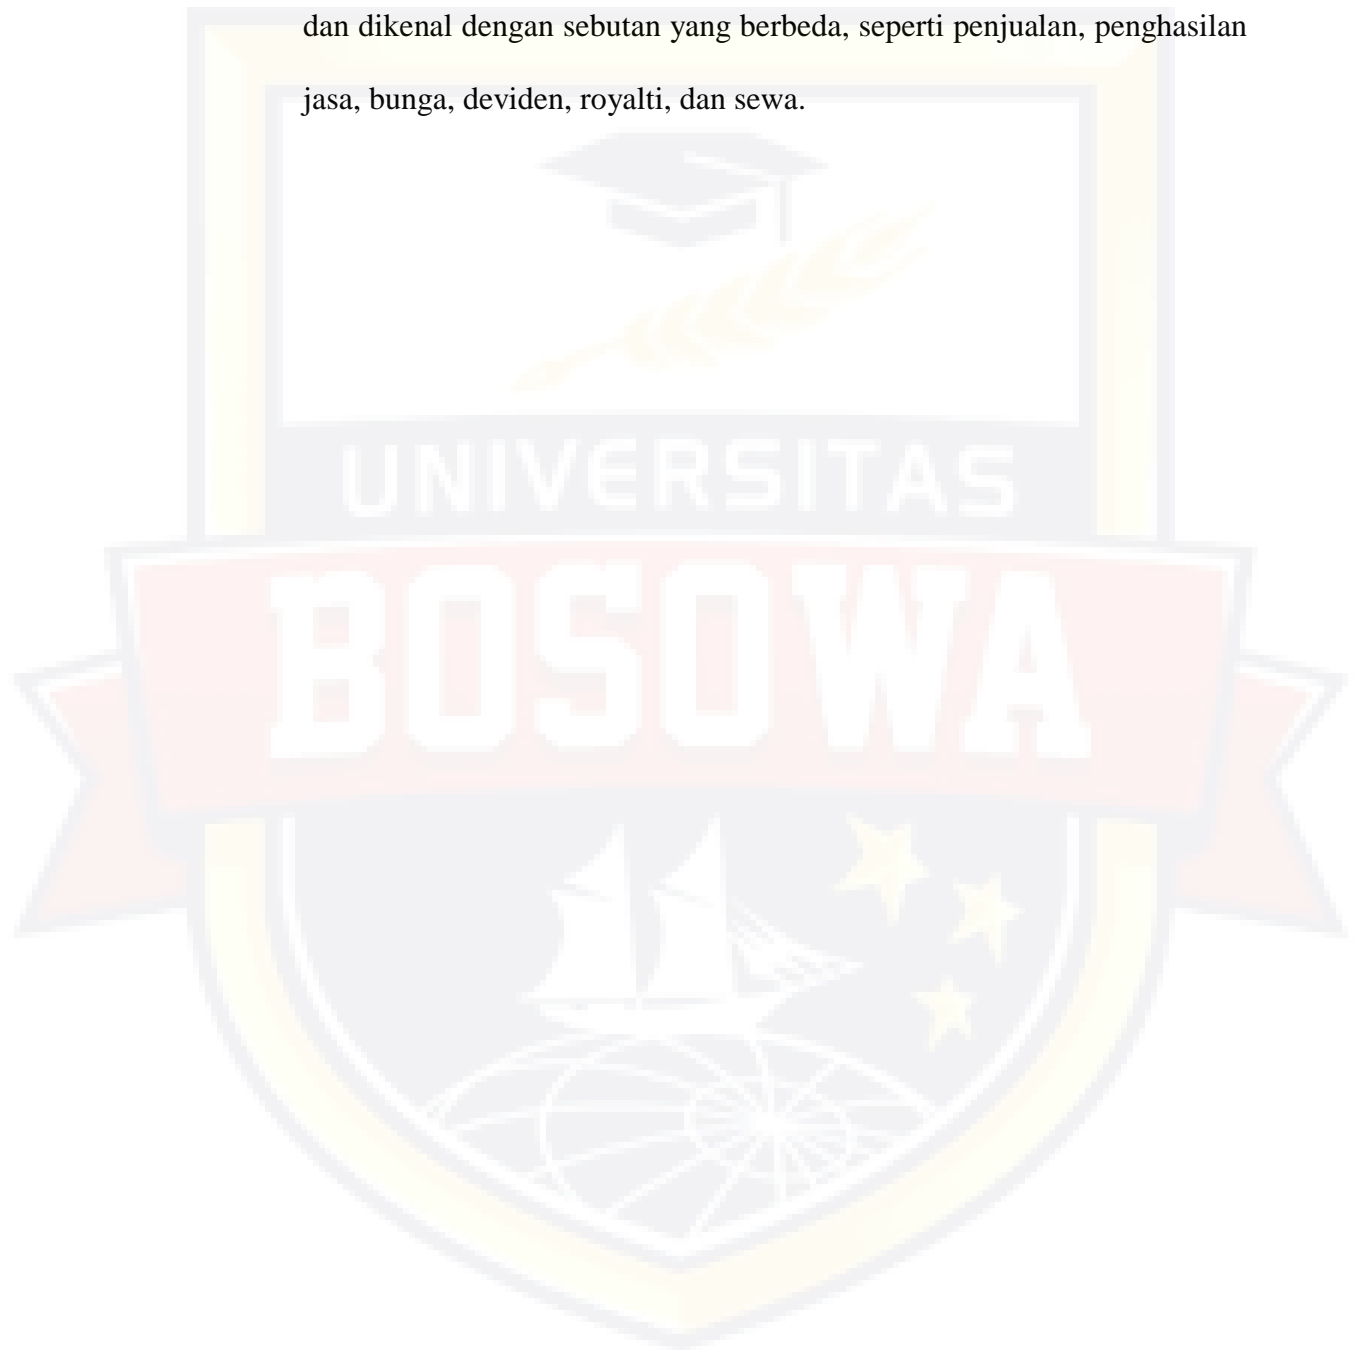 dan dikenal dengan sebutan yang berbeda, seperti penjualan, penghasilan
jasa, bunga, deviden, royalti, dan sewa.
UNIVERSITAS
BOSOWA